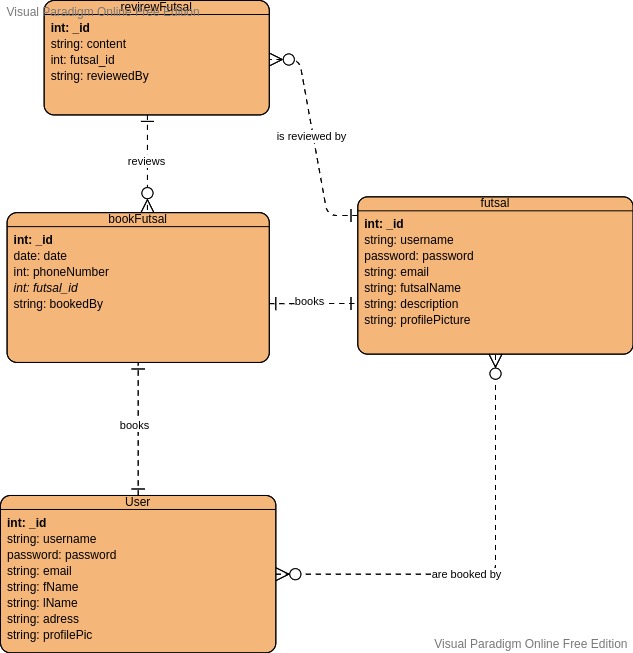 Visual Paradigm Online Free Edition
revirewFutsal
int: _id
string: content
int: futsal_id
string: reviewedBy
is reviewed by
reviews
bookFutsal
int: _id
date: date
int: phoneNumber
int: futsal_id
string: bookedBy
futsal
int: _id
string: username
password: password
string: email
string: futsalName
string: description
string: profilePicture
books
books
User
int: _id
string: username
password: password
string: email
string: fName
string: lName
string: adress
string: profilePic
are booked by
Visual Paradigm Online Free Edition